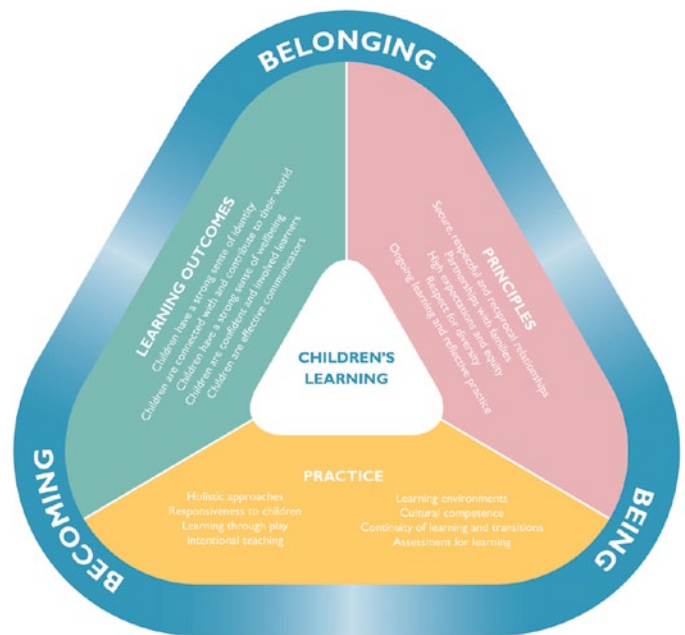 BELONGING
LEARNING OUTCOMES
Children have a strong sense of identity
Children are connected with and contribute to their world
Children have a strong sense of wellbeing
Children are confident and involved learners
Children are effective communicators
PRINCIPLES
Secure, respectful and reciprocal relationships
Partnerships with families
High expectations and equity
Respect for diversity
Ongoing learning and reflective practice
CHILDREN'S
LEARNING
PRACTICE
Holistic approaches
Responsiveness to children
Learning through play
Intentional teaching
Learning environments
Cultural competence
Continuity of learning and transitions
Assessment for learning
BECOMING
BEING